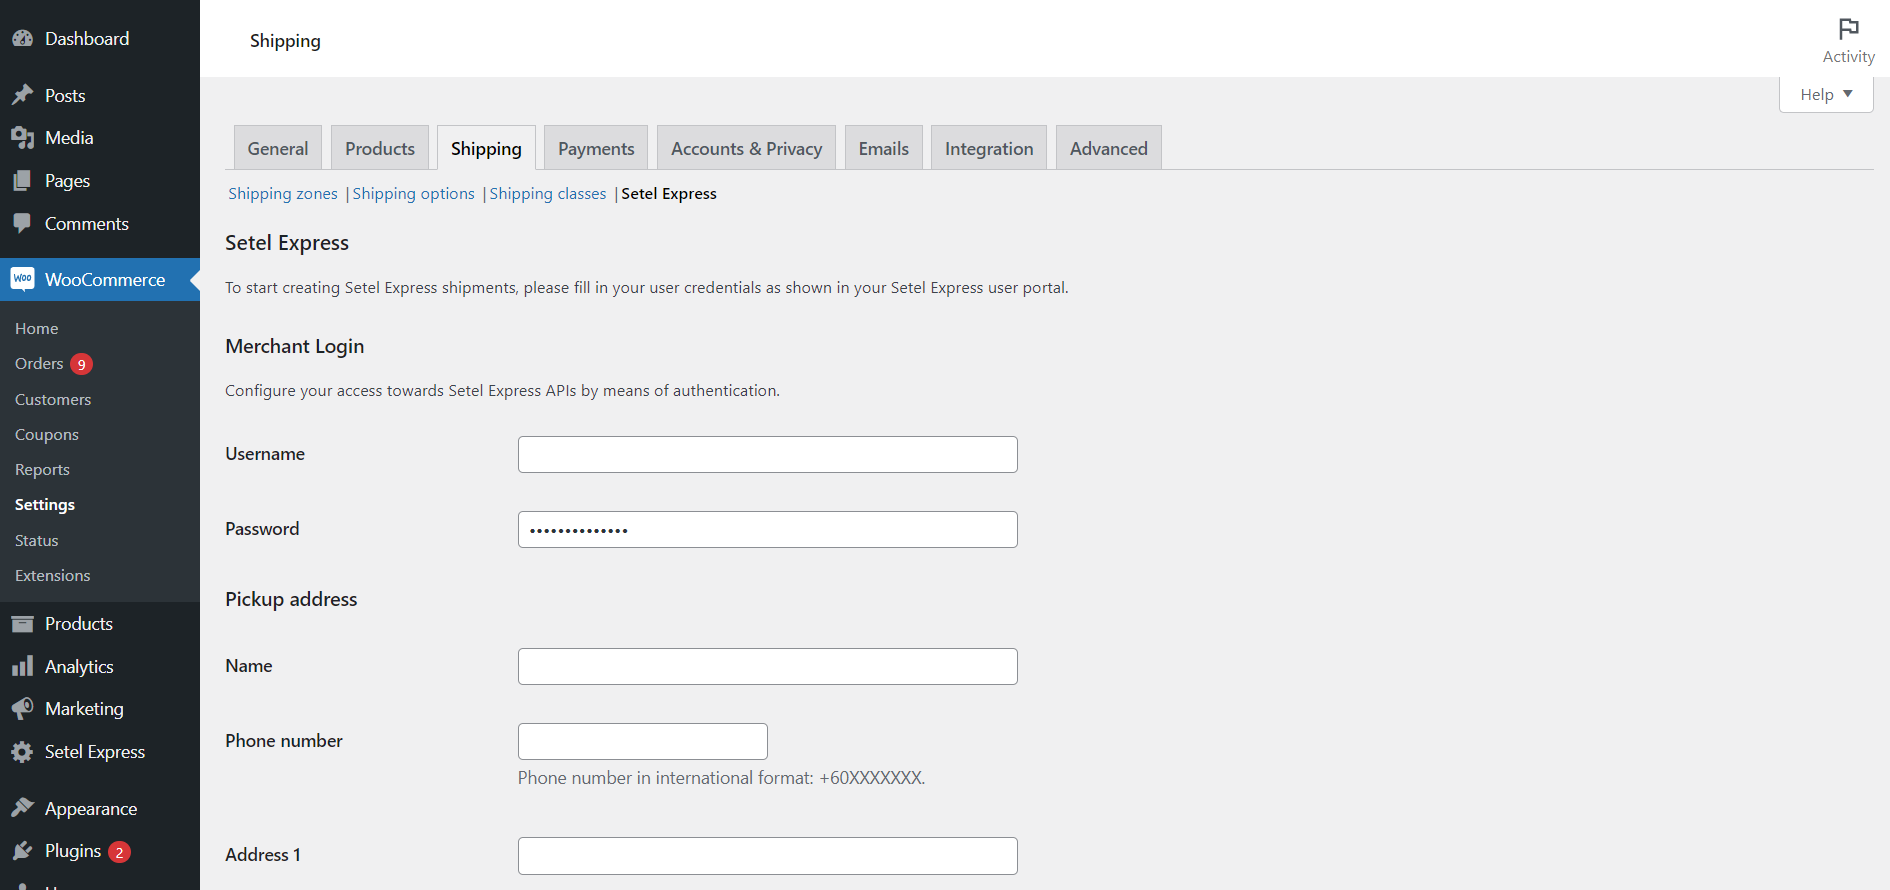 Dashboard
Posts
Media
Pages
Comments
Woo WooCommerce
Home
Orders 9
Customers
Coupons
Reports
Settings
Status
Extensions
Products
Analytics
Marketing
Setel Express
Appearance
Plugins 2
Shipping
Activity
Help
General Products Shipping Payments Accounts & Privacy Emails Integration Advanced
Shipping zones | Shipping options | Shipping classes | Setel Express
Setel Express
To start creating Setel Express shipments, please fill in your user credentials as shown in your Setel Express user portal.
Merchant Login
Configure your access towards Setel Express APIs by means of authentication.
Username
Password ••••••••••••••
Pickup address
Name
Phone number
Phone number in international format: +60XXXXXXX.
Address 1